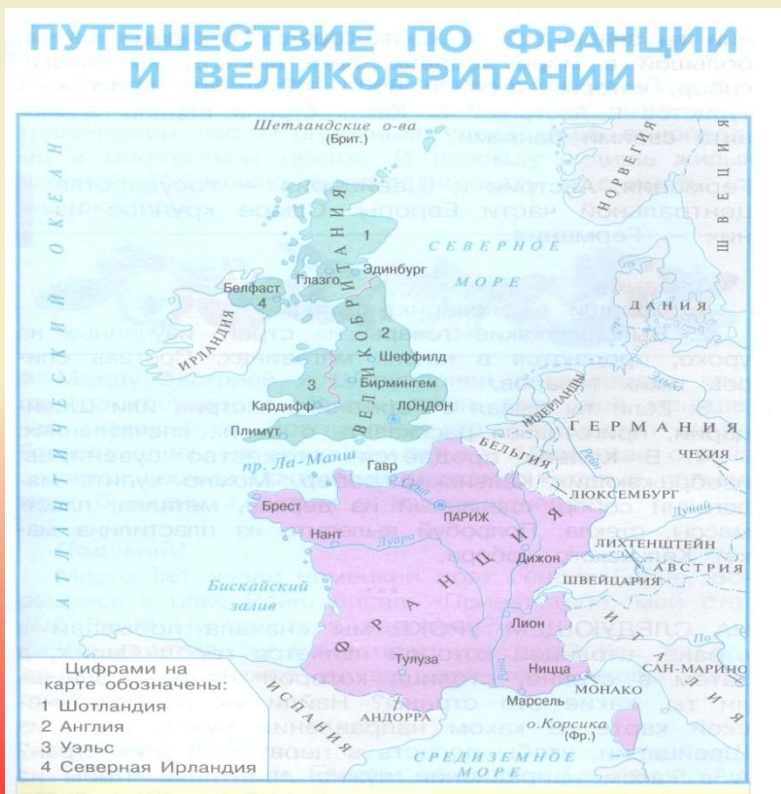 ПУТЕШЕСТВИЕ ПО ФРАНЦИИ
И ВЕЛИКОБРИТАНИИ
Шетландские о-ва
(Брит.)
НОРВЕГИЯ
ШВЕЦИЯ
АТЛАНТИЧЕСКИЙ ОКЕАН
ВЕЛИКОБРИТАНИЯ
1
СЕВЕРНОЕ
МОРЕ
Эдинбург
Глазго
Белфаст
4
ДАНИЯ
ИРЛАНДИЯ
2
Шеффилд
3
Бирмингем
Кардифф
ЛОНДОН
Плимут
НИДЕРЛАНДЫ
ГЕРМАНИЯ
БЕЛЬГИЯ
Рейн
ЧЕХИЯ
пр. Ла-Манш
Гавр
Сена
ЛЮКСЕМБУРГ
Брест
ПАРИЖ
Дунай
Нант
Луара
ЛИХТЕНШТЕЙН
Дижон
АВСТРИЯ
ШВЕЙЦАРИЯ
Бискайский
залив
ФРАНЦИЯ
Лион
ИТАЛИЯ
По
Тулуза
Рона
Ницца
САН-МАРИНО
МОНАКО
Марсель
АНДОРРА
ИСПАНИЯ
о.Корсика
(Фр.)
СРЕДИЗЕМНОЕ
МОРЕ
Цифрами на
карте обозначены:
1 Шотландия
2 Англия
3 Уэльс
4 Северная Ирландия